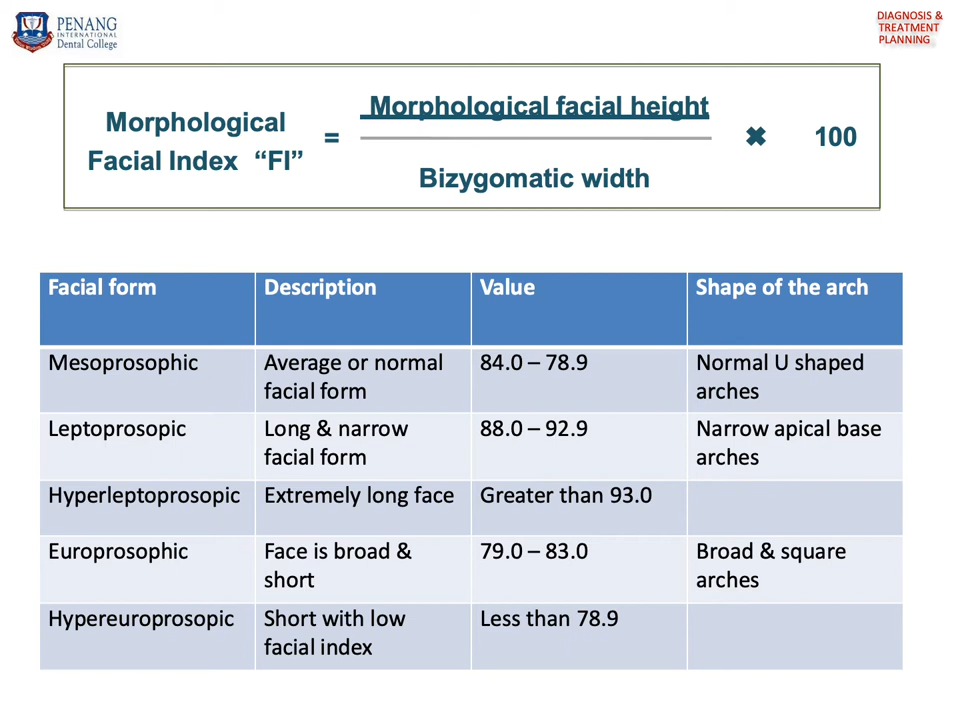 PENANG
INTERNATIONAL
Dental College
DIAGNOSIS &
TREATMENT
PLANNING
Morphological
Facial Index “FI”
=
Morphological facial height
Bizygomatic width
✖ 100
Facial form Description Value Shape of the arch
Mesoprosophic Average or normal 84.0 – 78.9 Normal U shaped
facial form arches
Leptoprosopic Long & narrow 88.0 – 92.9 Narrow apical base
facial form arches
Hyperleptoprosopic Extremely long face Greater than 93.0
Europrosophic Face is broad & 79.0 – 83.0 Broad & square
short arches
Hypereuroprosopic Short with low Less than 78.9
facial index